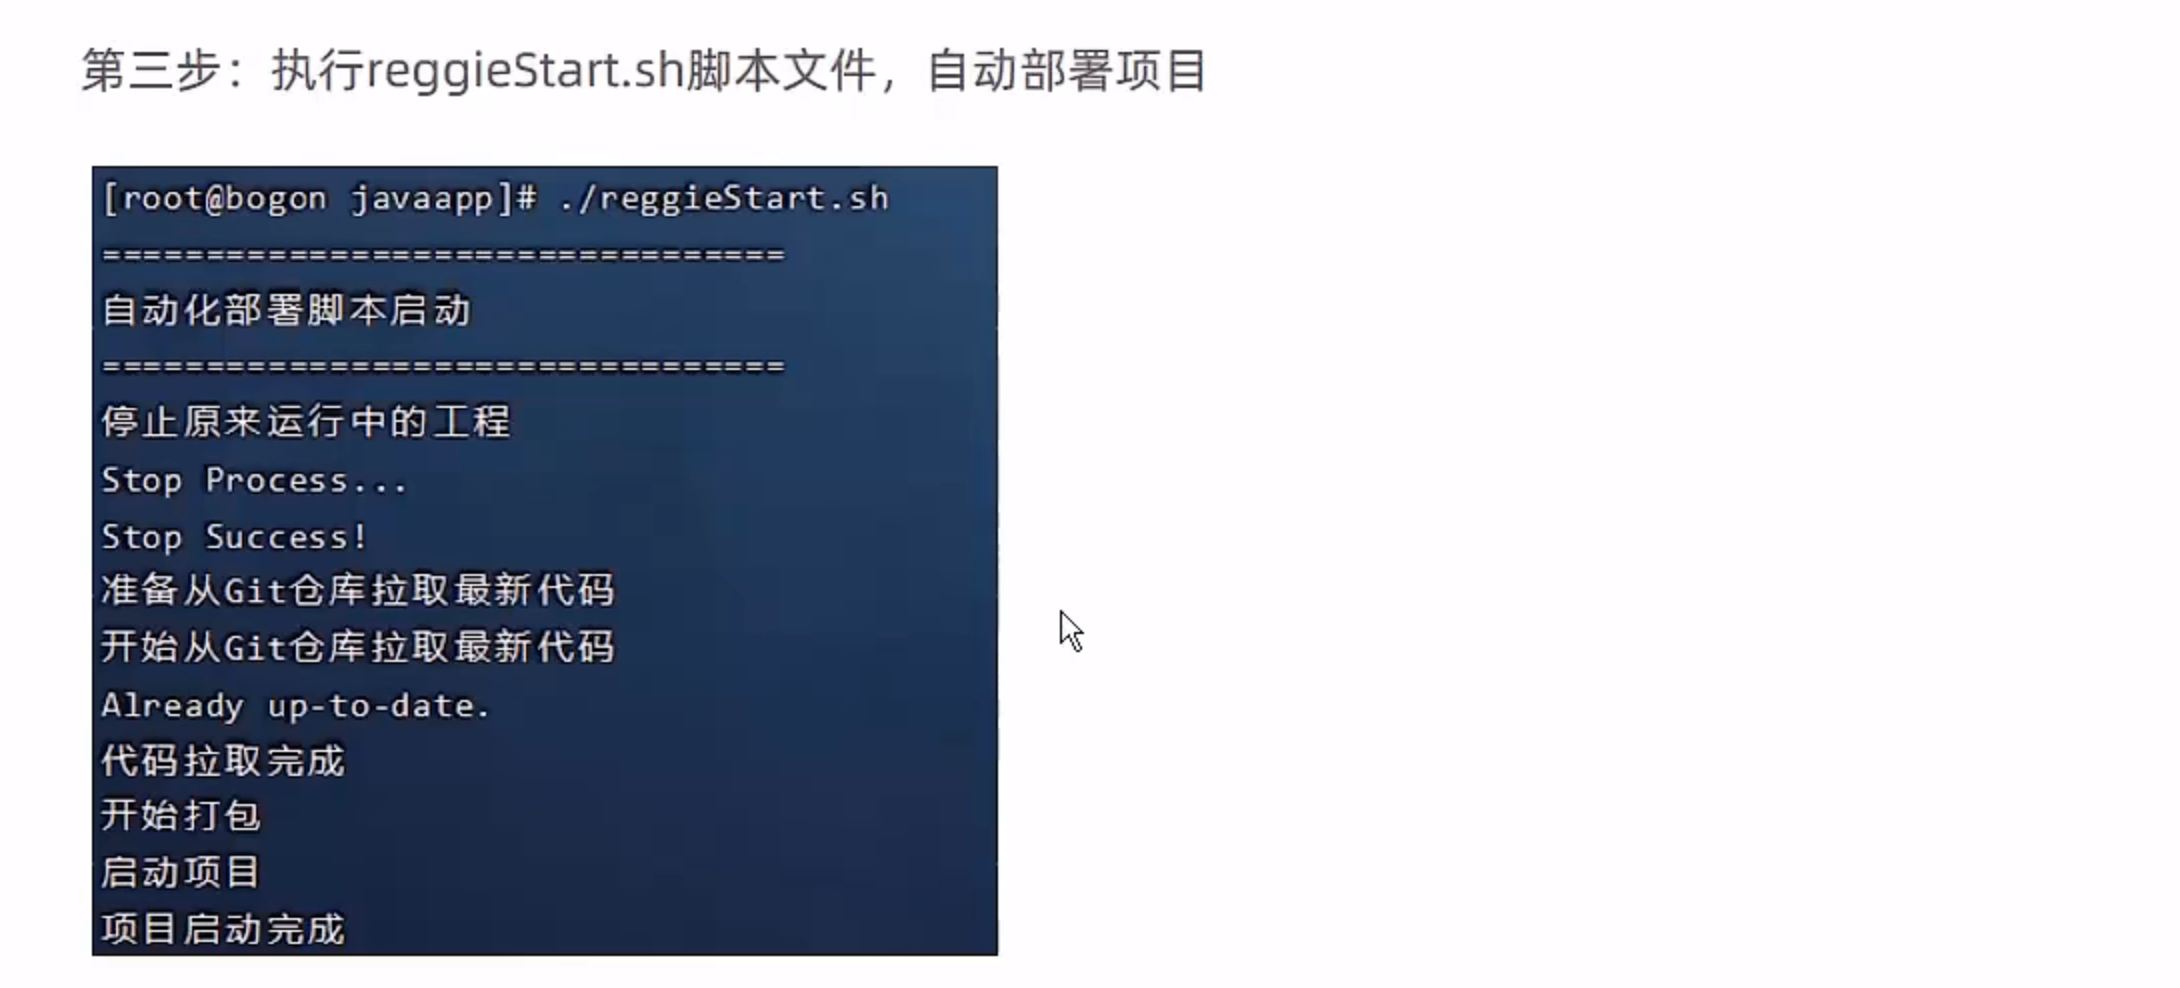 第三步：执行reggieStart.sh脚本文件，自动部署项目
[root@bogon javaapp]# ./reggieStart.sh
=================================
自动化部署脚本启动
=================================
停止原来运行中的工程
Stop Process...
Stop Success!
准备从Git仓库拉取最新代码
开始从Git仓库拉取最新代码
Already up-to-date.
代码拉取完成
开始打包
启动项目
项目启动完成